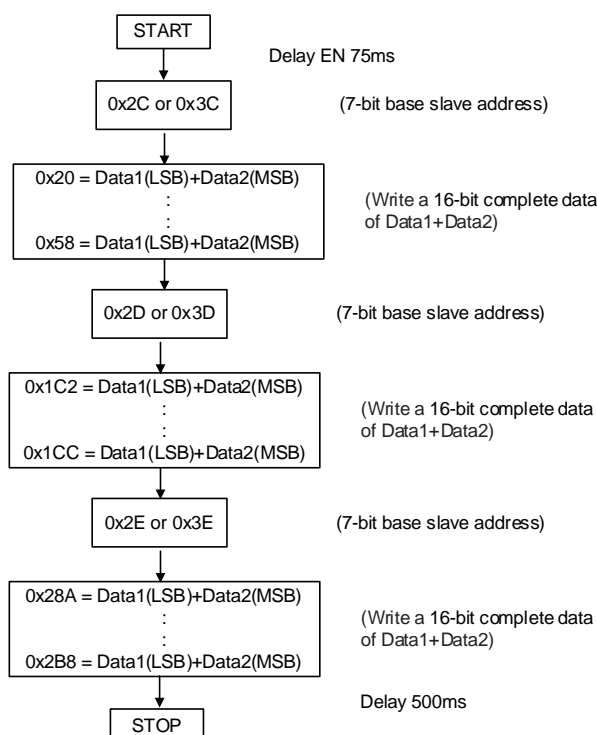 START
Delay EN 75ms
0x2C or 0x3C
(7-bit base slave address)
0x20 = Data1(LSB)+Data2(MSB)
:
:
0x58 = Data1(LSB)+Data2(MSB)
(Write a 16-bit complete data
of Data1+Data2)
0x2D or 0x3D
(7-bit base slave address)
0x1C2 = Data1(LSB)+Data2(MSB)
:
:
0x1CC = Data1(LSB)+Data2(MSB)
(Write a 16-bit complete data
of Data1+Data2)
0x2E or 0x3E
(7-bit base slave address)
0x28A = Data1(LSB)+Data2(MSB)
:
:
0x2B8 = Data1(LSB)+Data2(MSB)
(Write a 16-bit complete data
of Data1+Data2)
Delay 500ms
STOP